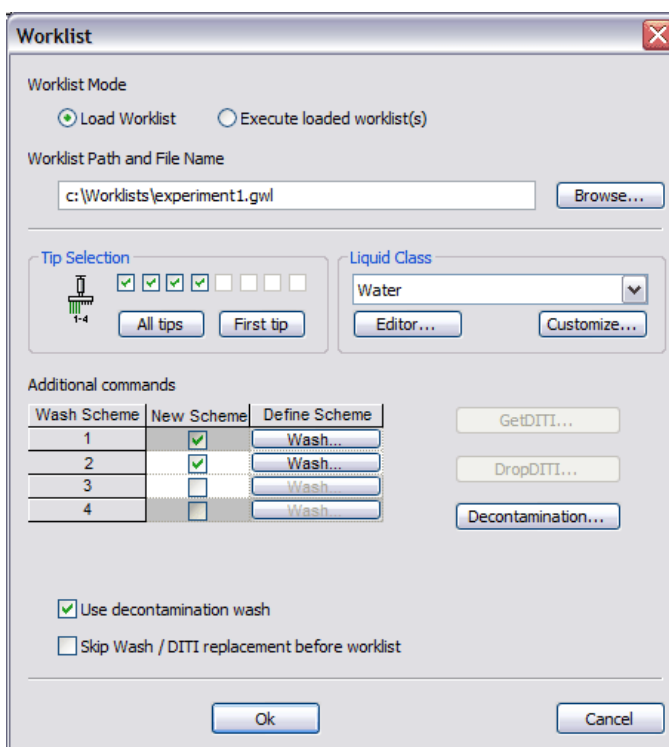 Worklist
Worklist Mode
Load Worklist Execute loaded worklist(s)
Worklist Path and File Name
c:\Worklists\experiment1.gwl Browse...
Tip Selection
1-4
All tips First tip
Liquid Class
Water
Editor... Customize...
Additional commands
Wash Scheme New Scheme Define Scheme
1 Wash...
2 Wash...
3 Wash...
4 Wash...
GetDITI...
DropDITI...
Decontamination...
Use decontamination wash
Skip Wash / DITI replacement before worklist
Ok Cancel